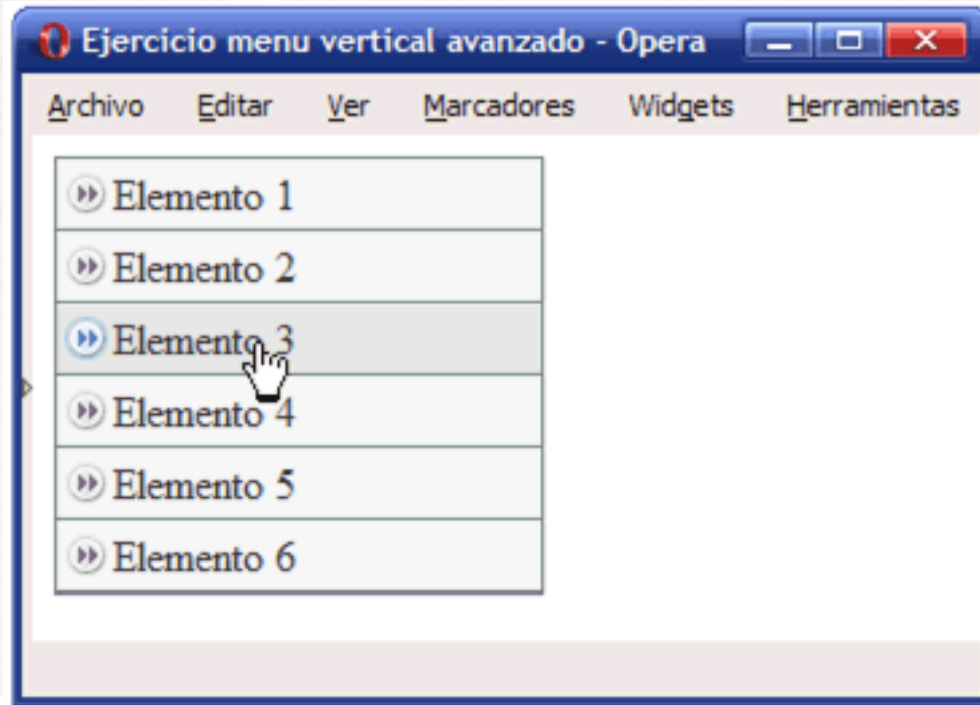 Ejercicio menu vertical avanzado - Opera
Archivo Editar Ver Marcadores Widgets Herramientas
Elemento 1
Elemento 2
Elemento 3
Elemento 4
Elemento 5
Elemento 6